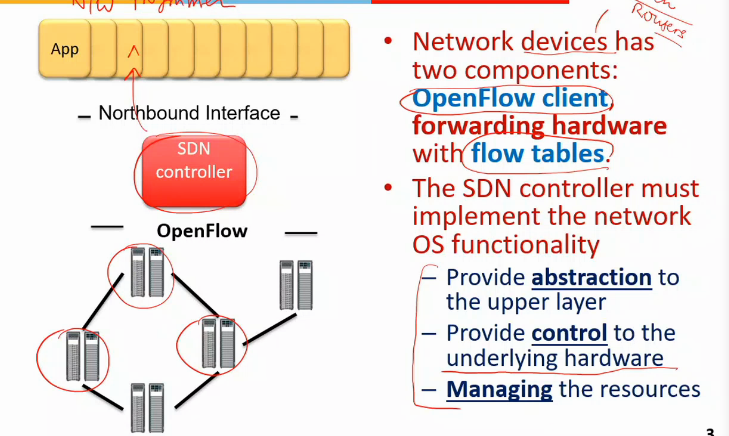 N/W Programmer
Routers
App
Northbound Interface
SDN
controller
OpenFlow
• Network devices has
two components:
OpenFlow client,
forwarding hardware
with flow tables.
• The SDN controller must
implement the network
OS functionality
– Provide abstraction to
the upper layer
– Provide control to the
underlying hardware
– Managing the resources
3